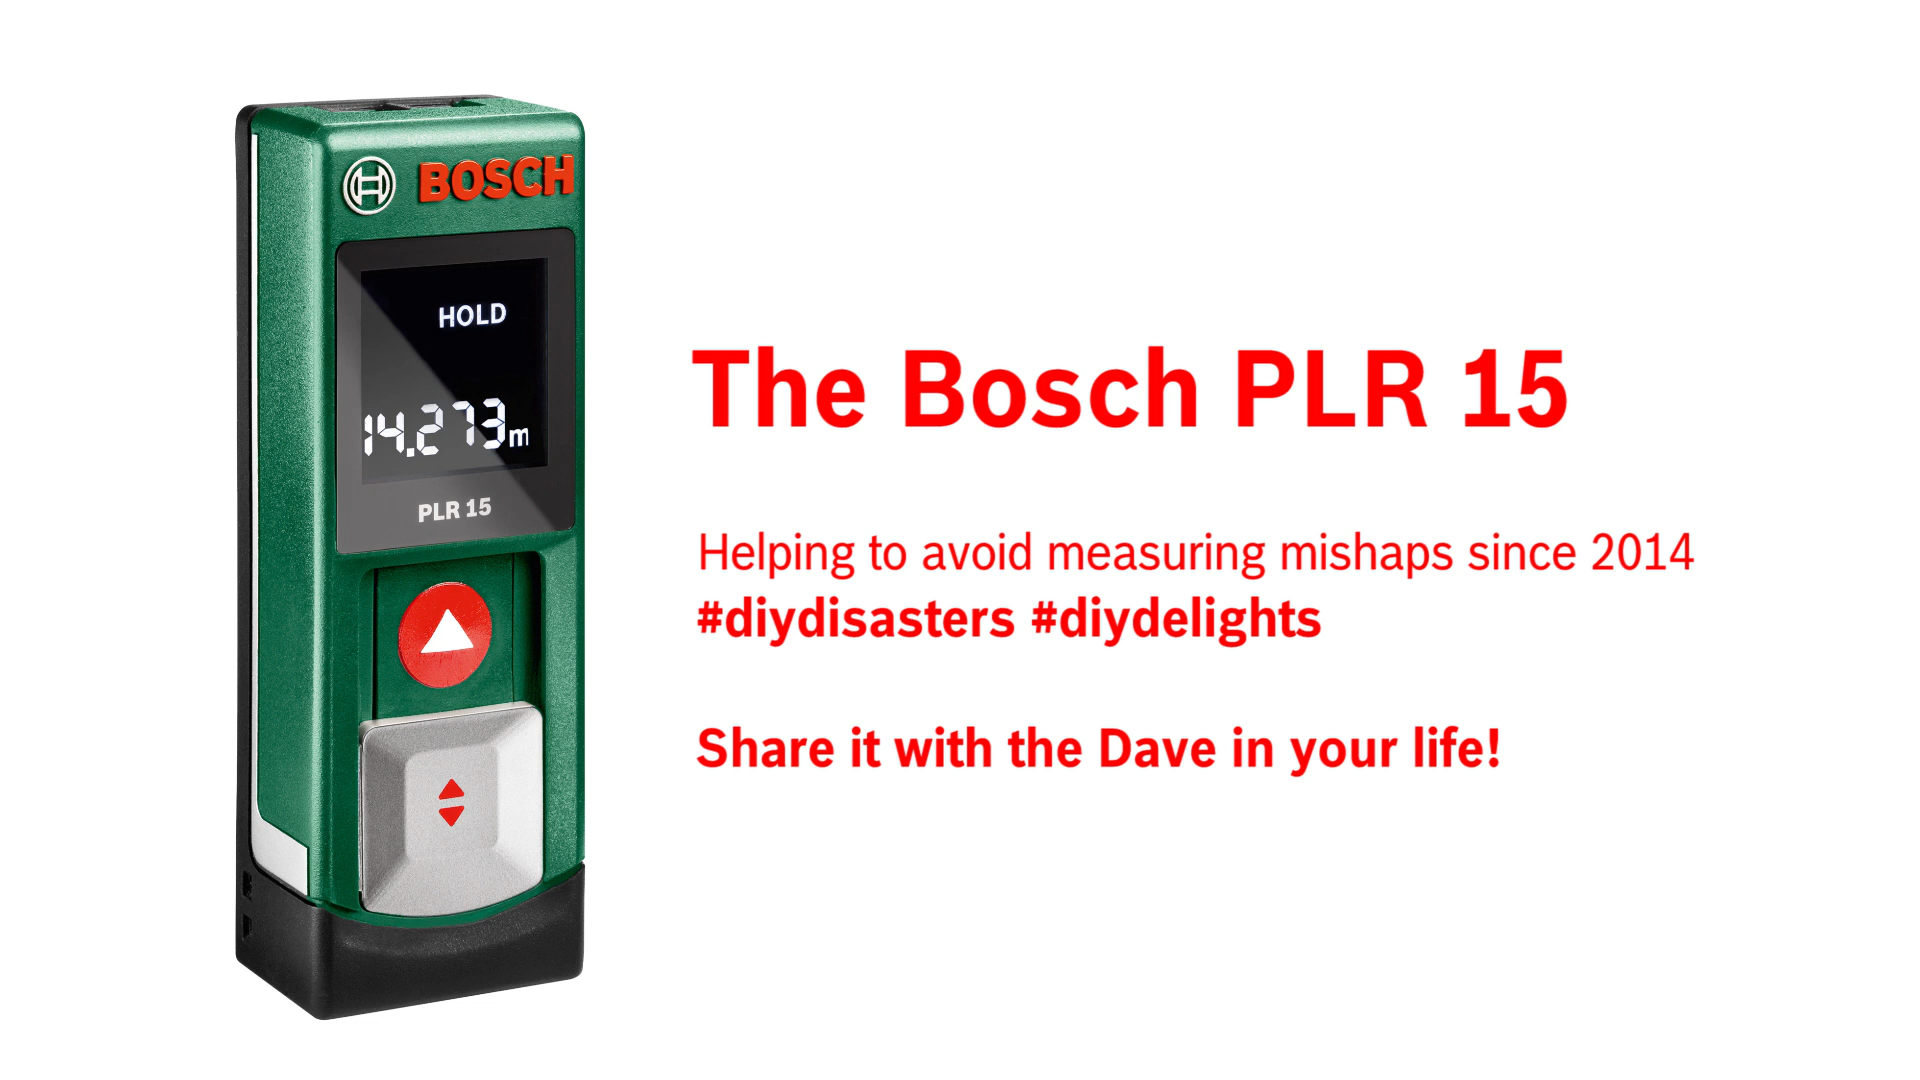 BOSCH
HOLD
14.273m
PLR 15
The Bosch PLR 15
Helping to avoid measuring mishaps since 2014
#diydisasters #diydelights
Share it with the Dave in your life!